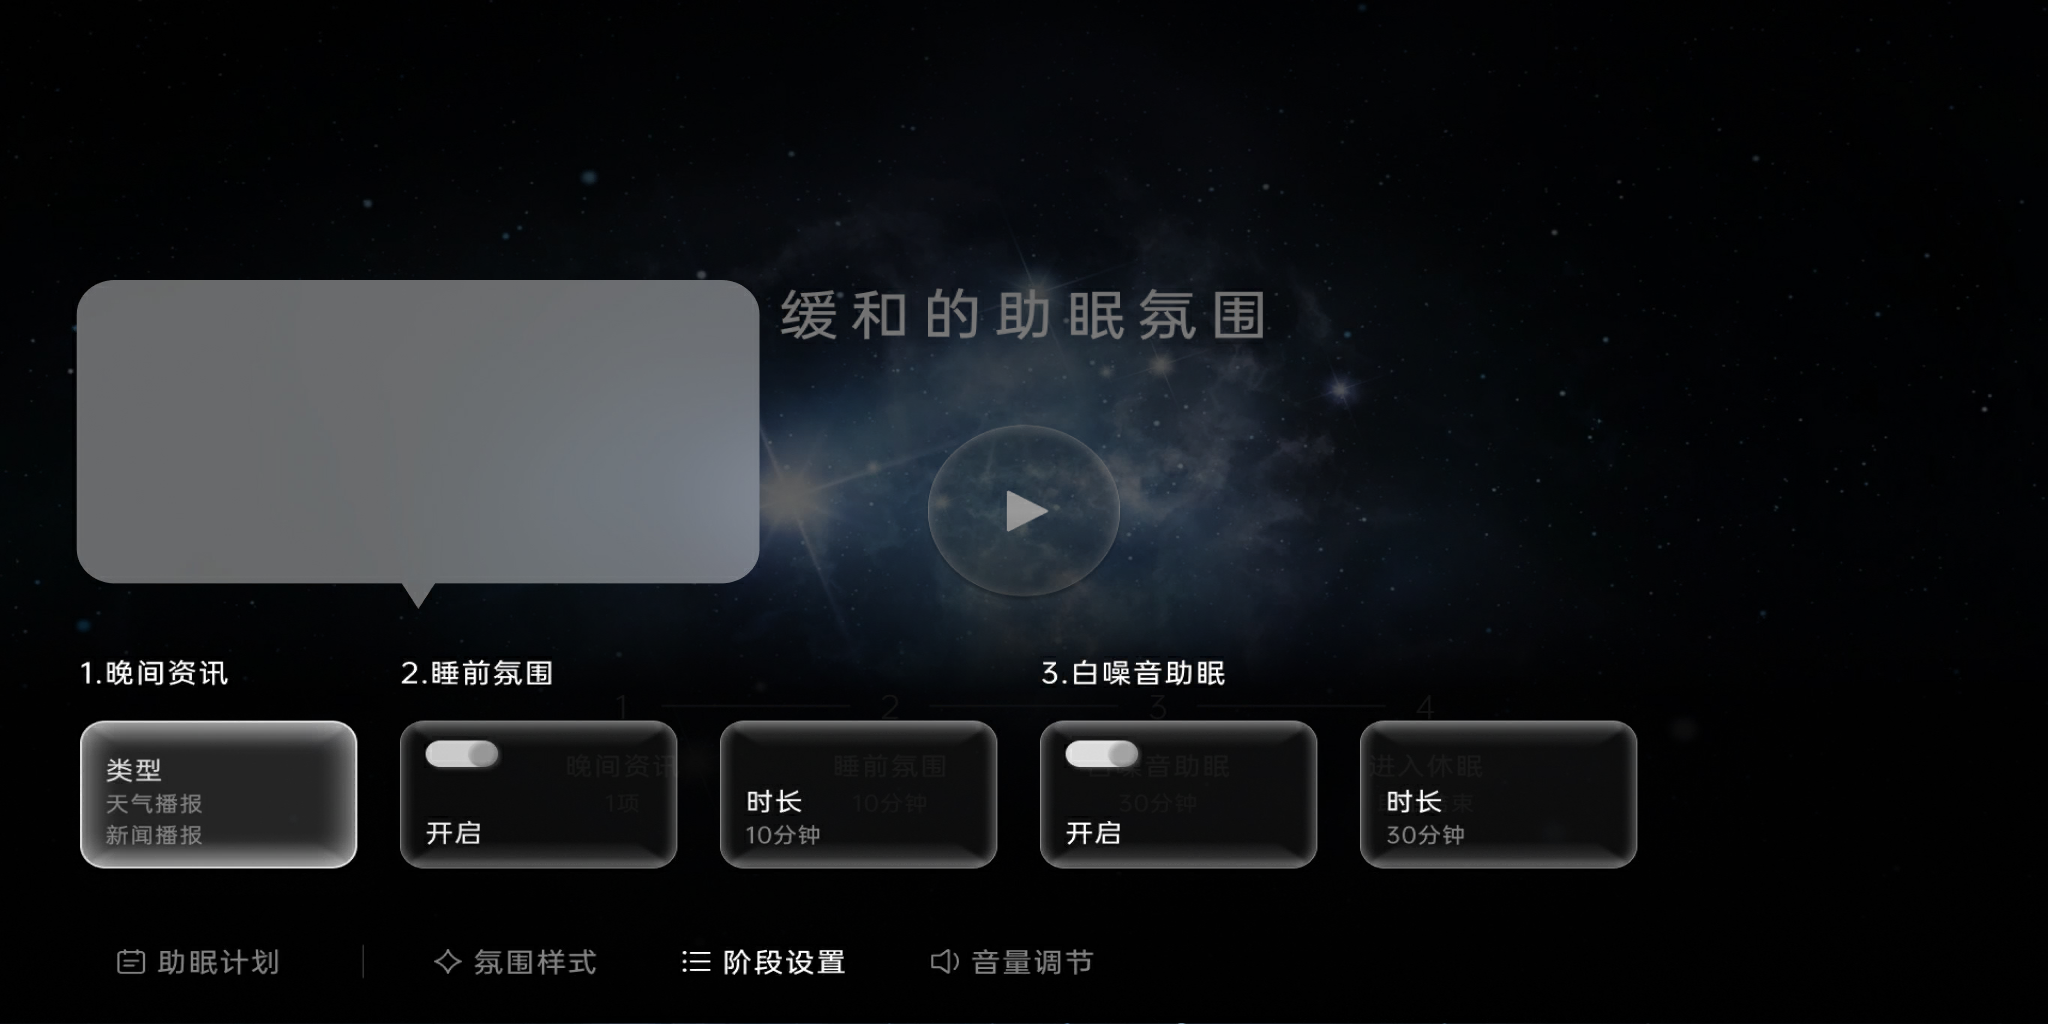 缓和的助眠氛围
1.晚间资讯
2.睡前氛围
3.白噪音助眠
1
2
3
4
晚间资讯
1项
睡前氛围
10分钟
白噪音助眠
30分钟
进入休眠
类型
天气播报
新闻播报
开启
时长
10分钟
开启
时长
30分钟
助眠计划
氛围样式
阶段设置
音量调节